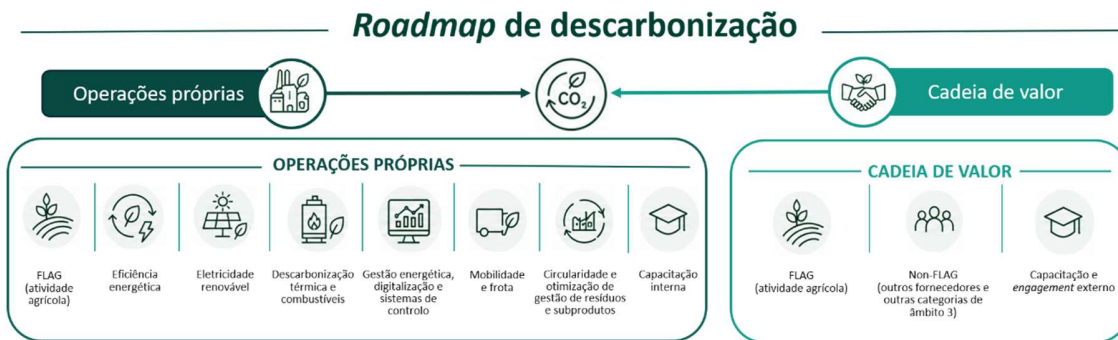 Roadmap de descarbonização
Operações próprias
CO2
Cadeia de valor
OPERAÇÕES PRÓPRIAS
FLAG
(atividade
agrícola)
Eficiência
energética
Eletricidade
renovável
Descarbonização
térmica e
combustíveis
Gestão energética,
digitalização e
sistemas de
controlo
Mobilidade
e frota
Circularidade e
otimização de
gestão de resíduos
e subprodutos
Capacitação
interna
CADEIA DE VALOR
FLAG
(atividade agrícola)
Non-FLAG
(outros fornecedores e
outras categorias de
âmbito 3)
Capacitação e
engagement externo